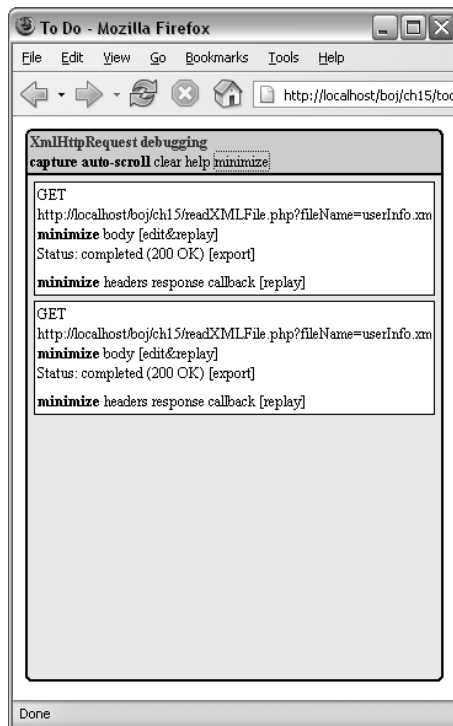 To Do - Mozilla Firefox
File Edit View Go Bookmarks Tools Help
http://localhost/boj/ch15/too
XmlHttpRequest debugging
capture auto-scroll clear help minimize
GET
http://localhost/boj/ch15/readXMLFile.php?fileName=userInfo.xm
minimize body [edit&replay]
Status: completed (200 OK) [export]
minimize headers response callback [replay]
GET
http://localhost/boj/ch15/readXMLFile.php?fileName=userInfo.xm
minimize body [edit&replay]
Status: completed (200 OK) [export]
minimize headers response callback [replay]
Done